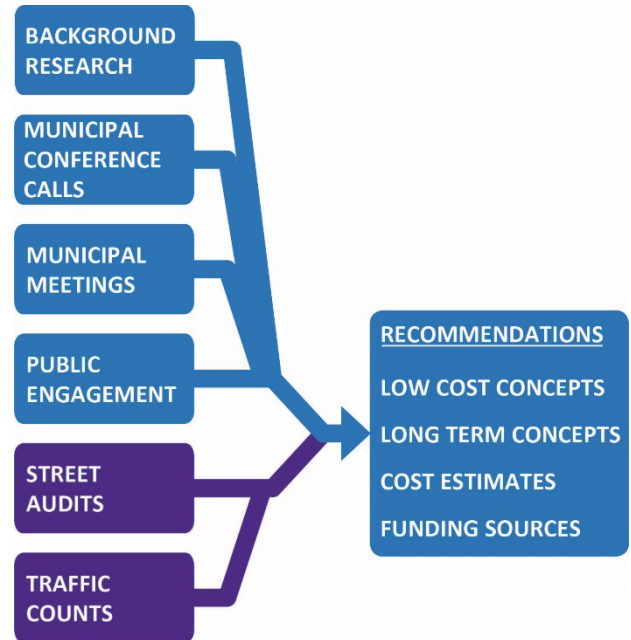 BACKGROUND
RESEARCH
MUNICIPAL
CONFERENCE
CALLS
MUNICIPAL
MEETINGS
PUBLIC
ENGAGEMENT
STREET
AUDITS
TRAFFIC
COUNTS
RECOMMENDATIONS
LOW COST CONCEPTS
LONG TERM CONCEPTS
COST ESTIMATES
FUNDING SOURCES